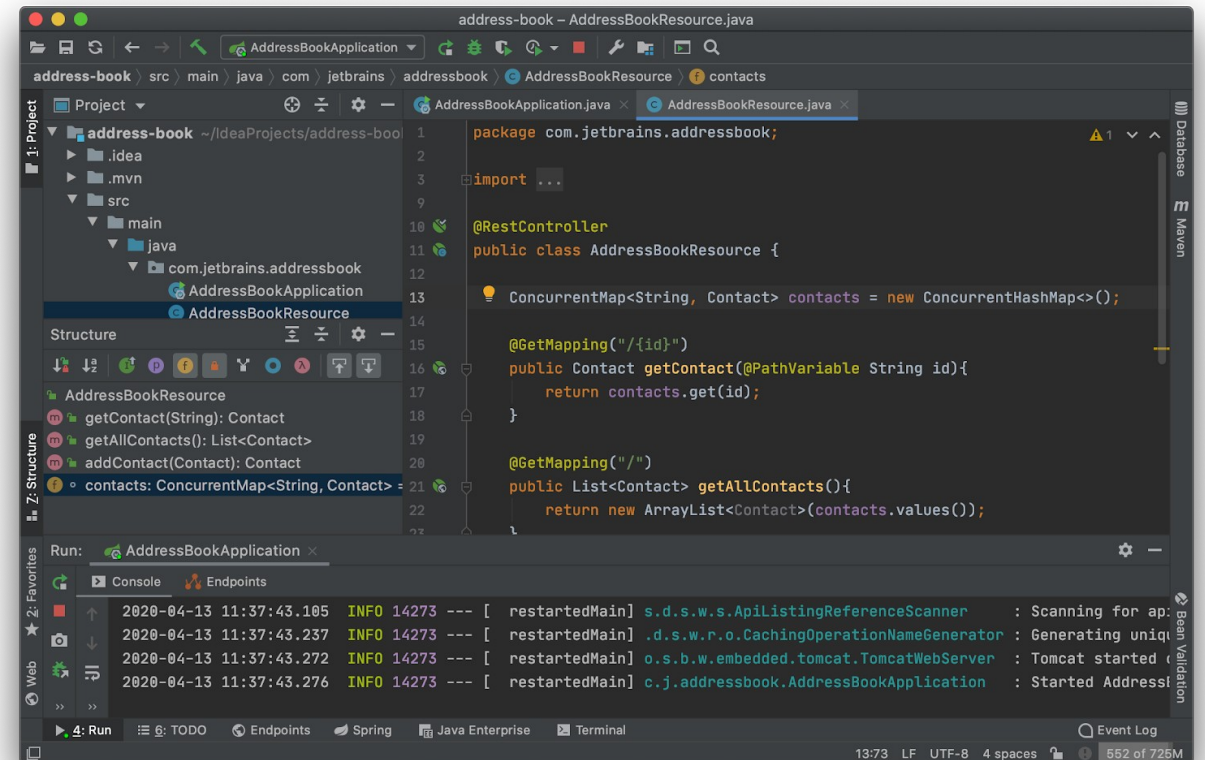 address-book – AddressBookResource.java
AddressBookApplication
address-book src main java com jetbrains addressbook AddressBookResource contacts
1: Project
Project
address-book ~/IdeaProjects/address-bool
.idea
.mvn
src
main
java
com.jetbrains.addressbook
AddressBookApplication
AddressBookResource
Structure
AddressBookResource
getContact(String): Contact
getAllContacts(): List<Contact>
addContact(Contact): Contact
contacts: ConcurrentMap<String, Contact> =
Z: Structure
AddressBookApplication.java
AddressBookResource.java
1 package com.jetbrains.addressbook;
1
2
3 import ...
9
10 @RestController
11 public class AddressBookResource {
12
13 ConcurrentMap<String, Contact> contacts = new ConcurrentHashMap<>();
14
15 @GetMapping("/{id}")
16 public Contact getContact(@PathVariable String id){
17 return contacts.get(id);
18 }
19
20 @GetMapping("/")
21 public List<Contact> getAllContacts(){
22 return new ArrayList<Contact>(contacts.values());
23 }
Database
m Maven
Bean Validation
2: Favorites
Web
Run: AddressBookApplication
Console Endpoints
2020-04-13 11:37:43.105 INFO 14273 --- [ restartedMain] s.d.s.w.s.ApiListingReferenceScanner : Scanning for api
2020-04-13 11:37:43.237 INFO 14273 --- [ restartedMain] .d.s.w.r.o.CachingOperationNameGenerator : Generating uniqu
2020-04-13 11:37:43.272 INFO 14273 --- [ restartedMain] o.s.b.w.embedded.tomcat.TomcatWebServer : Tomcat started
2020-04-13 11:37:43.276 INFO 14273 --- [ restartedMain] c.j.addressbook.AddressBookApplication : Started AddressB
4: Run 6: TODO Endpoints Spring Java Enterprise Terminal Event Log
13:73 LF UTF-8 4 spaces 552 of 725M